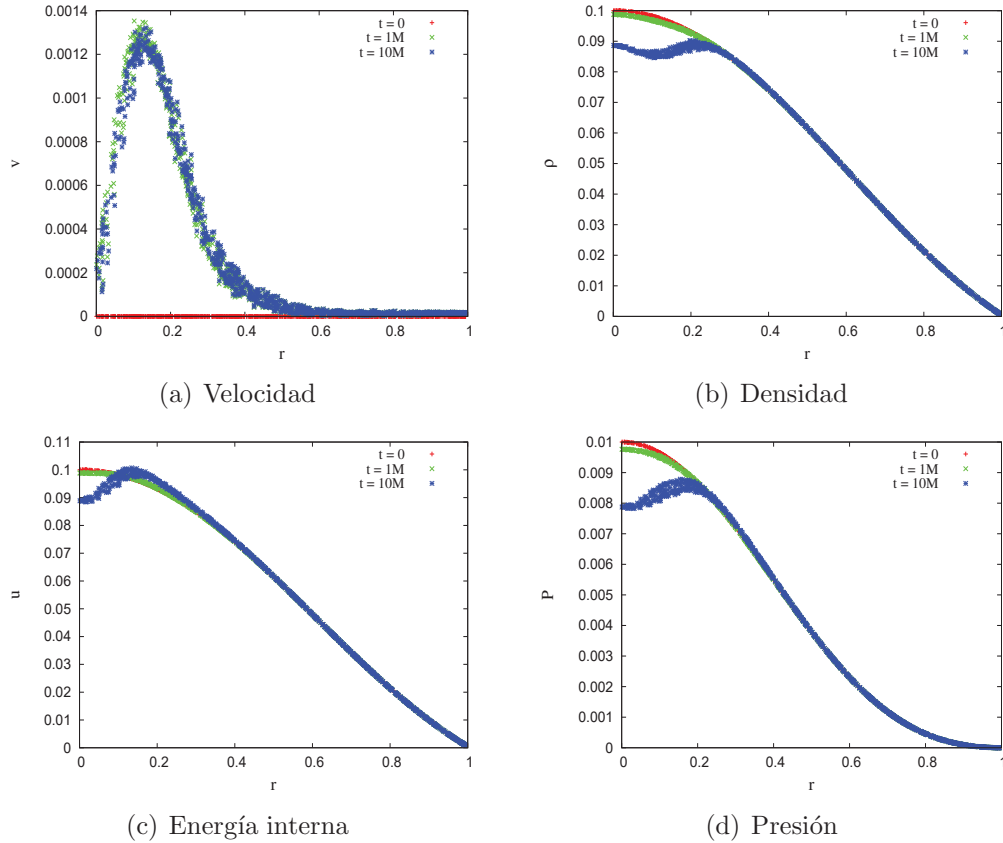 0.0014
0.0012
0.001
0.0008
0.0006
0.0004
0.0002
0
v
t = 0
t = 1M
t = 10M
0 0.2 0.4 0.6 0.8 1
r
(a) Velocidad
0.1
0.09
0.08
0.07
0.06
0.05
0.04
0.03
0.02
0.01
0
ρ
t = 0
t = 1M
t = 10M
0 0.2 0.4 0.6 0.8 1
r
(b) Densidad
0.11
0.1
0.09
0.08
0.07
0.06
0.05
0.04
0.03
0.02
0.01
0
u
t = 0
t = 1M
t = 10M
0 0.2 0.4 0.6 0.8 1
r
(c) Energía interna
0.01
0.009
0.008
0.007
0.006
0.005
0.004
0.003
0.002
0.001
0
P
t = 0
t = 1M
t = 10M
0 0.2 0.4 0.6 0.8 1
r
(d) Presión